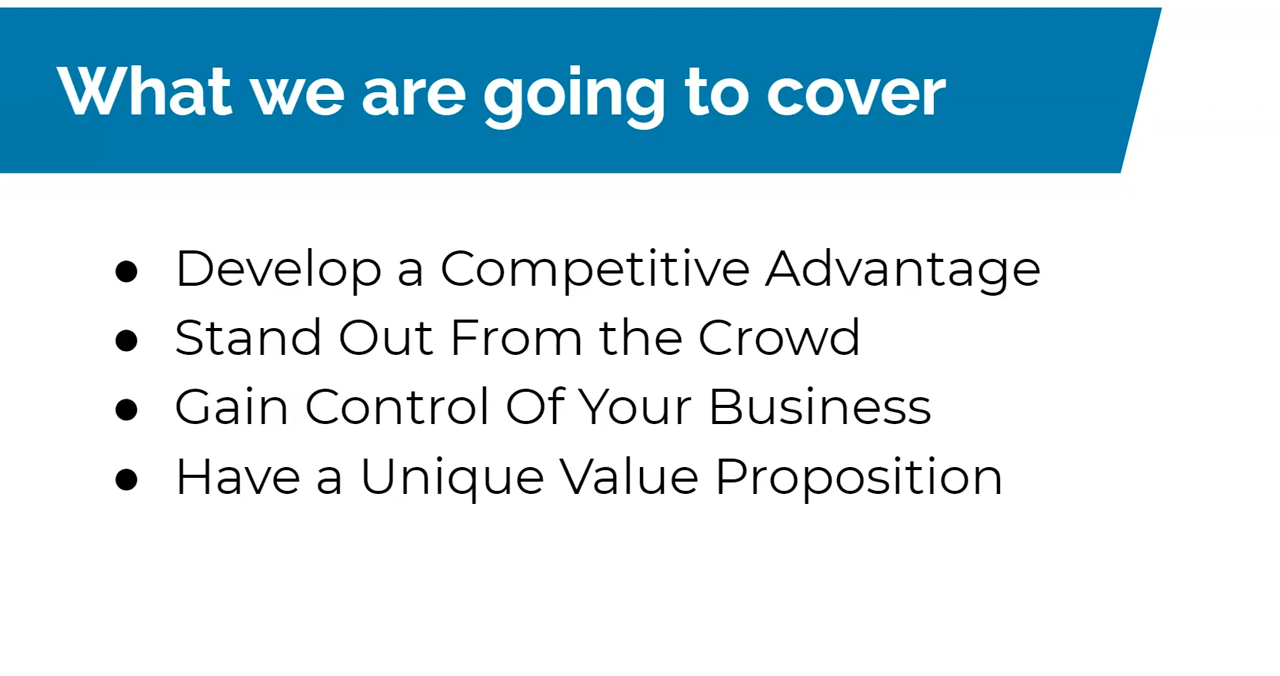 What we are going to cover
● Develop a Competitive Advantage
● Stand Out From the Crowd
● Gain Control Of Your Business
● Have a Unique Value Proposition